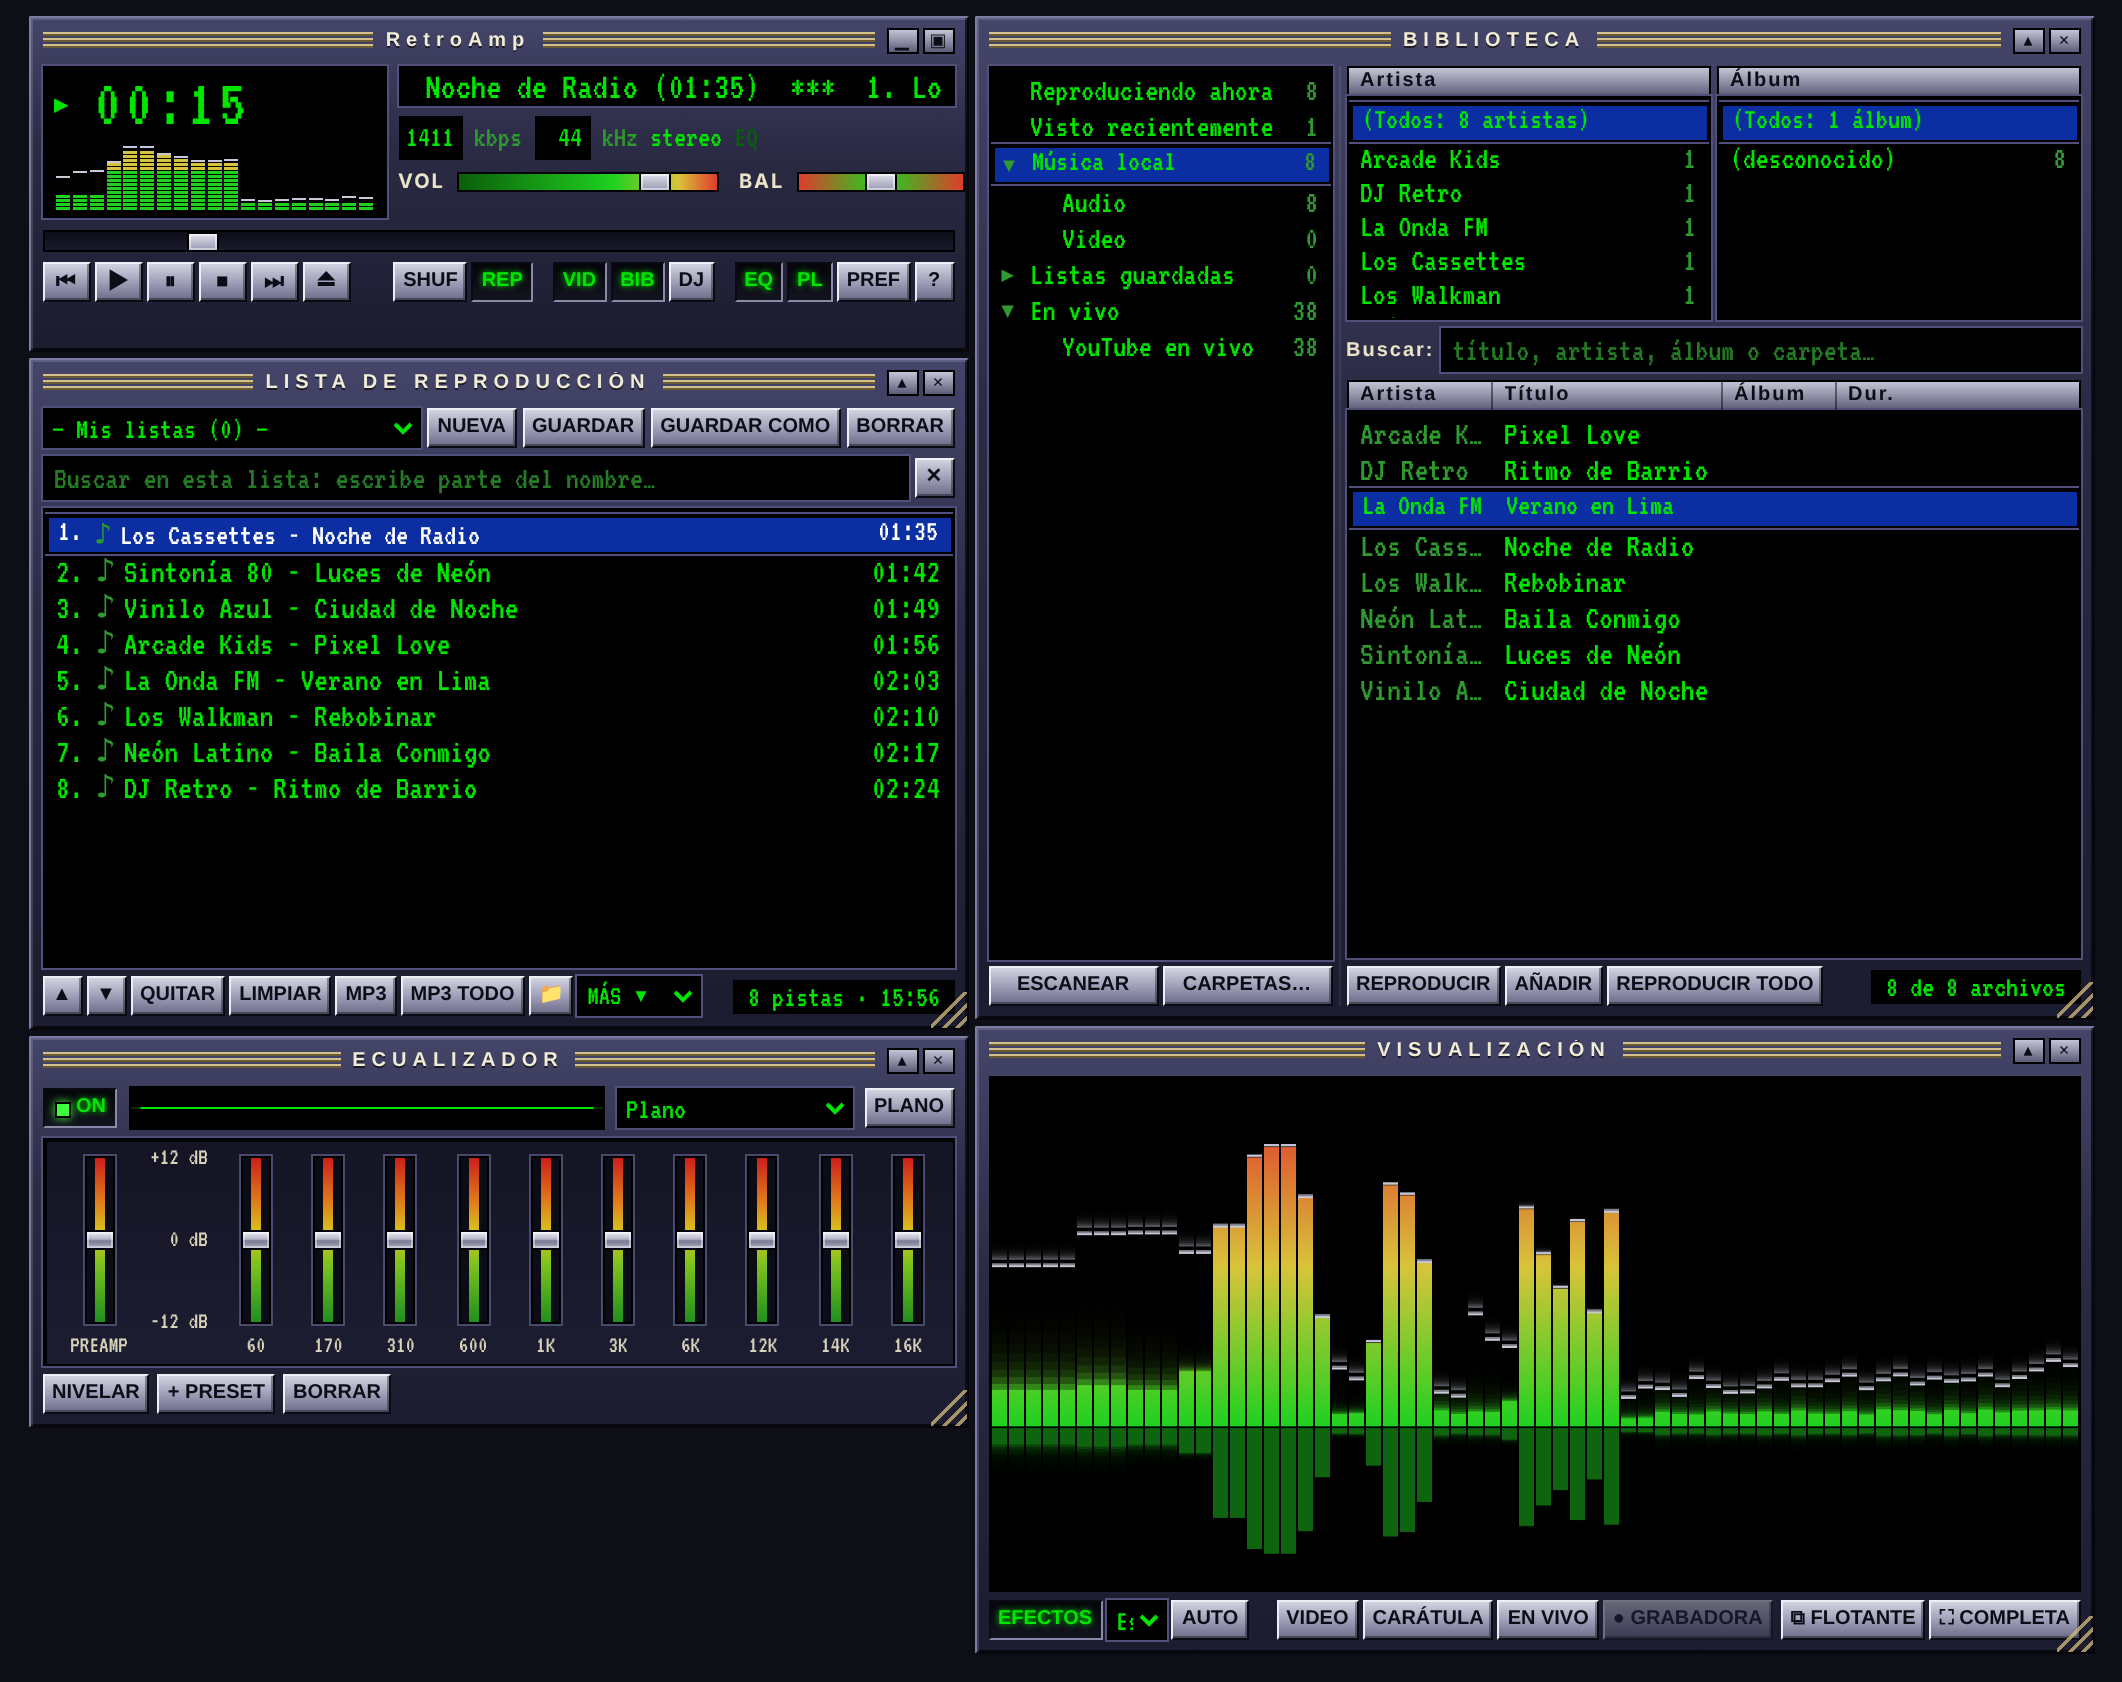 RetroAmp
00:15
Noche de Radio (01:35) *** 1. Lo
1411 kbps 44 kHz stereo EQ
VOL BAL
SHUF REP VID BIB DJ EQ PL PREF ?
LISTA DE REPRODUCCIÓN
– Mis listas (0) – NUEVA GUARDAR GUARDAR COMO BORRAR
Buscar en esta lista: escribe parte del nombre…
1. ♪ Los Cassettes - Noche de Radio 01:35
2. ♪ Sintonía 80 - Luces de Neón 01:42
3. ♪ Vinilo Azul - Ciudad de Noche 01:49
4. ♪ Arcade Kids - Pixel Love 01:56
5. ♪ La Onda FM - Verano en Lima 02:03
6. ♪ Los Walkman - Rebobinar 02:10
7. ♪ Neón Latino - Baila Conmigo 02:17
8. ♪ DJ Retro - Ritmo de Barrio 02:24
QUITAR LIMPIAR MP3 MP3 TODO MÁS ▼ 8 pistas · 15:56
ECUALIZADOR
ON Plano PLANO
+12 dB
0 dB
-12 dB
PREAMP 60 170 310 600 1K 3K 6K 12K 14K 16K
NIVELAR + PRESET BORRAR
BIBLIOTECA
Reproduciendo ahora 8
Visto recientemente 1
▼ Música local 8
Audio 8
Video 0
▶ Listas guardadas 0
▼ En vivo 38
YouTube en vivo 38
ESCANEAR CARPETAS…
Artista
(Todos: 8 artistas)
Arcade Kids 1
DJ Retro 1
La Onda FM 1
Los Cassettes 1
Los Walkman 1
Álbum
(Todos: 1 álbum)
(desconocido) 8
Buscar: título, artista, álbum o carpeta…
Artista Título Álbum Dur.
Arcade K… Pixel Love
DJ Retro Ritmo de Barrio
La Onda FM Verano en Lima
Los Cass… Noche de Radio
Los Walk… Rebobinar
Neón Lat… Baila Conmigo
Sintonía… Luces de Neón
Vinilo A… Ciudad de Noche
REPRODUCIR AÑADIR REPRODUCIR TODO 8 de 8 archivos
VISUALIZACIÓN
EFECTOS AUTO VIDEO CARÁTULA EN VIVO ● GRABADORA FLOTANTE COMPLETA